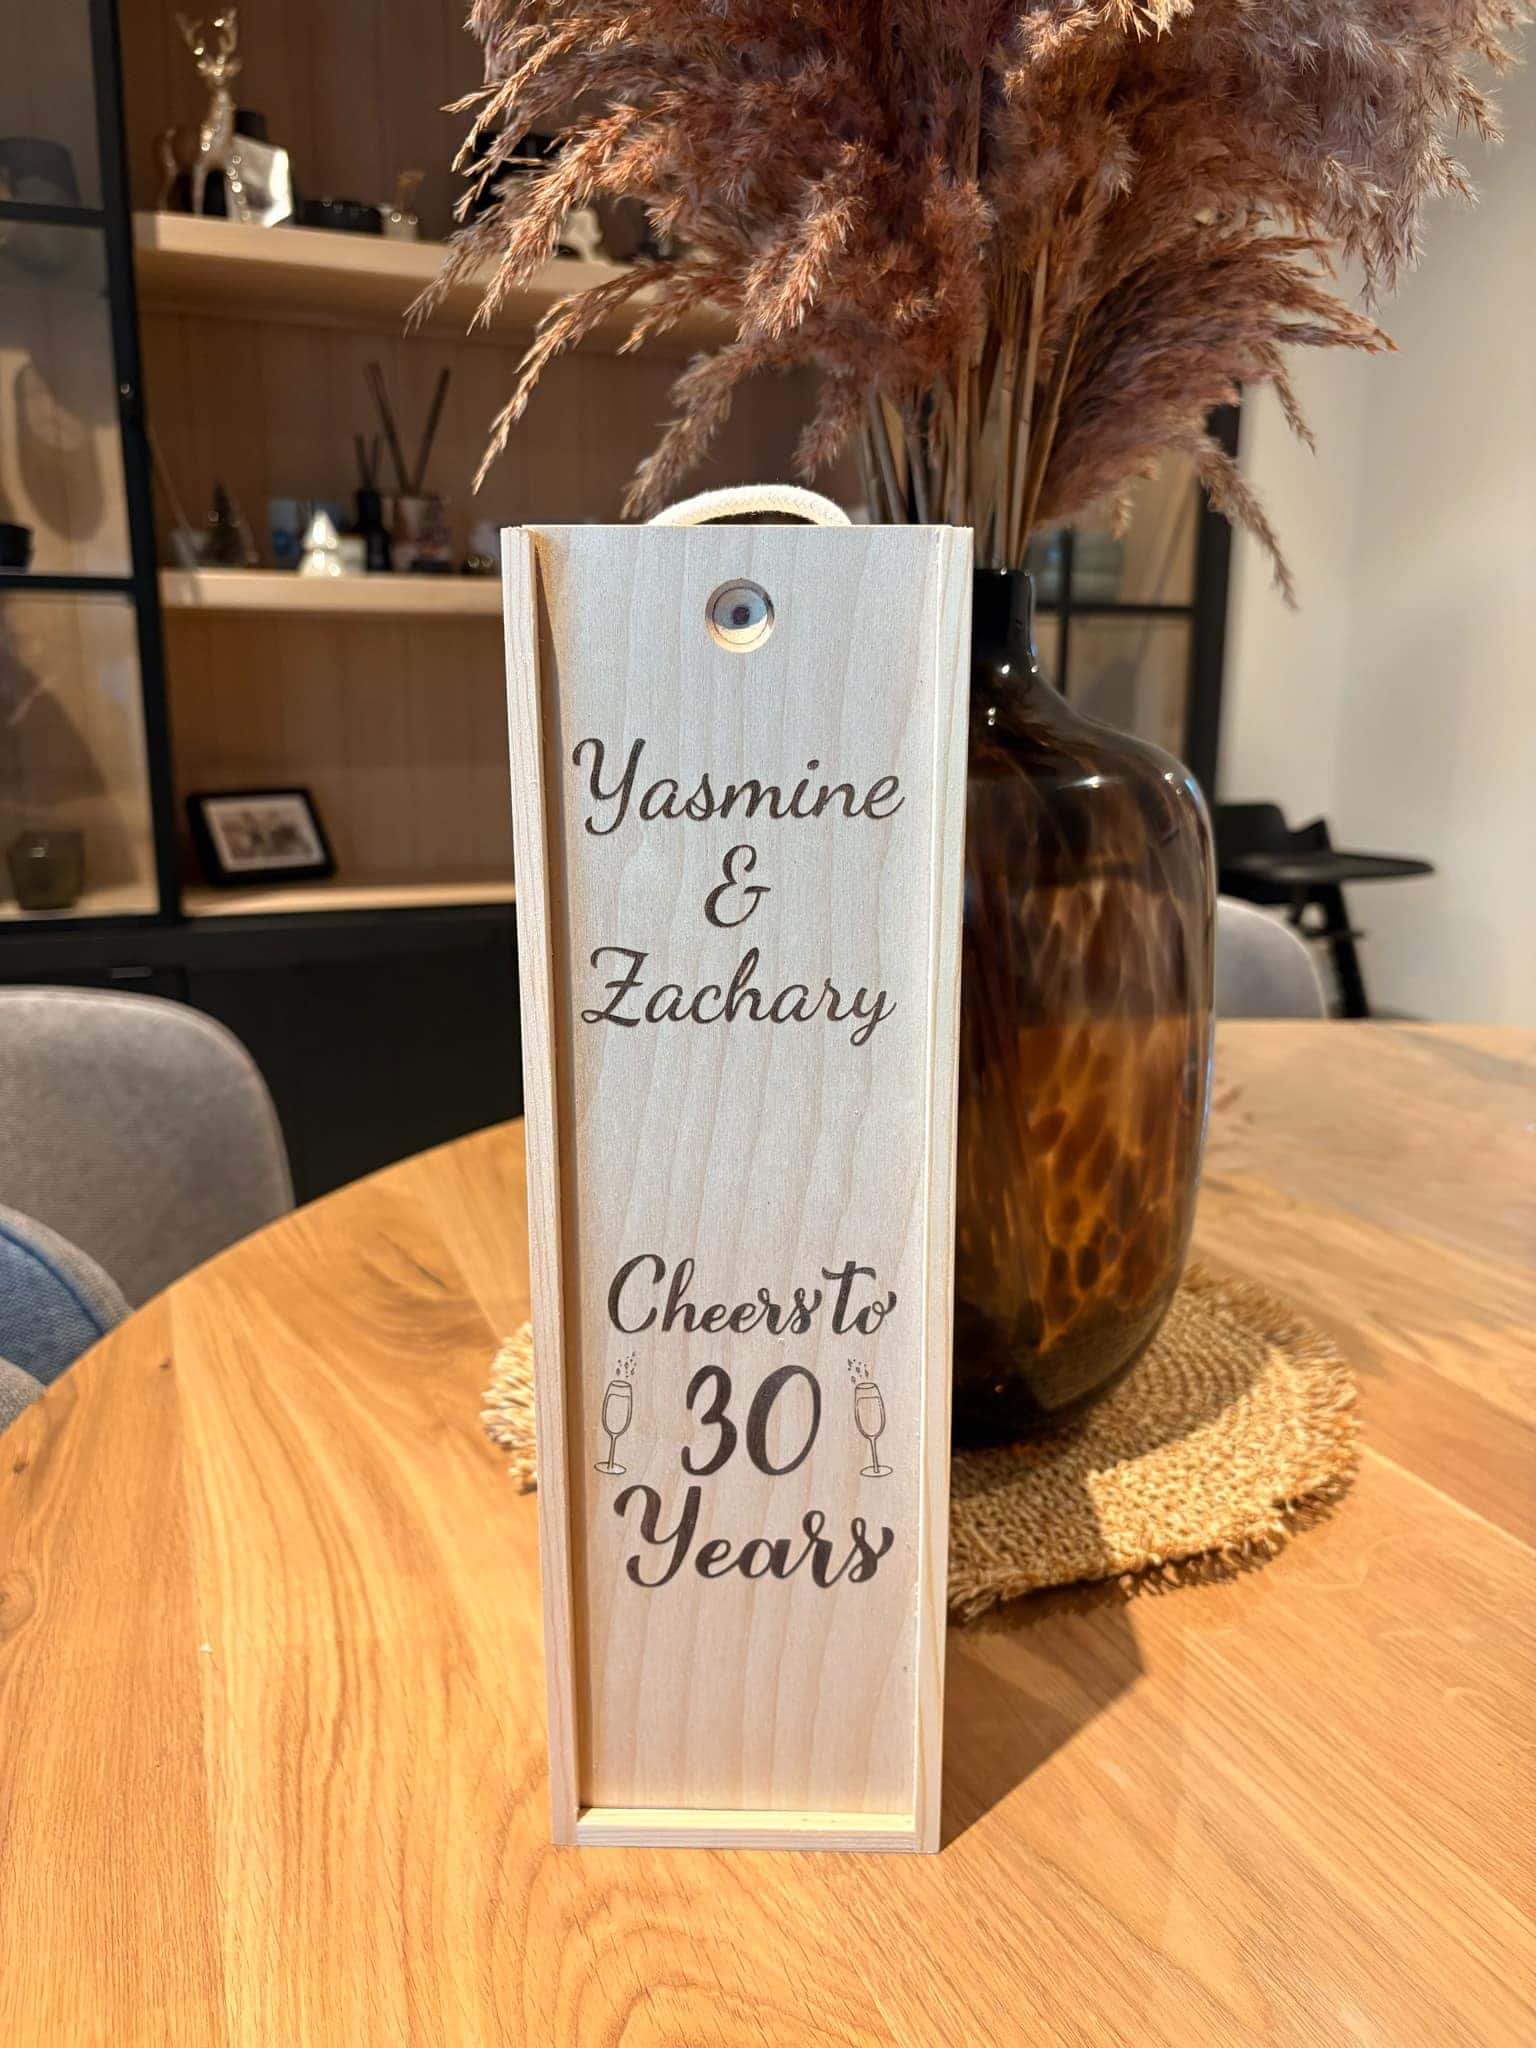 Yasmine
&
Zachary
Cheers to
30
Years